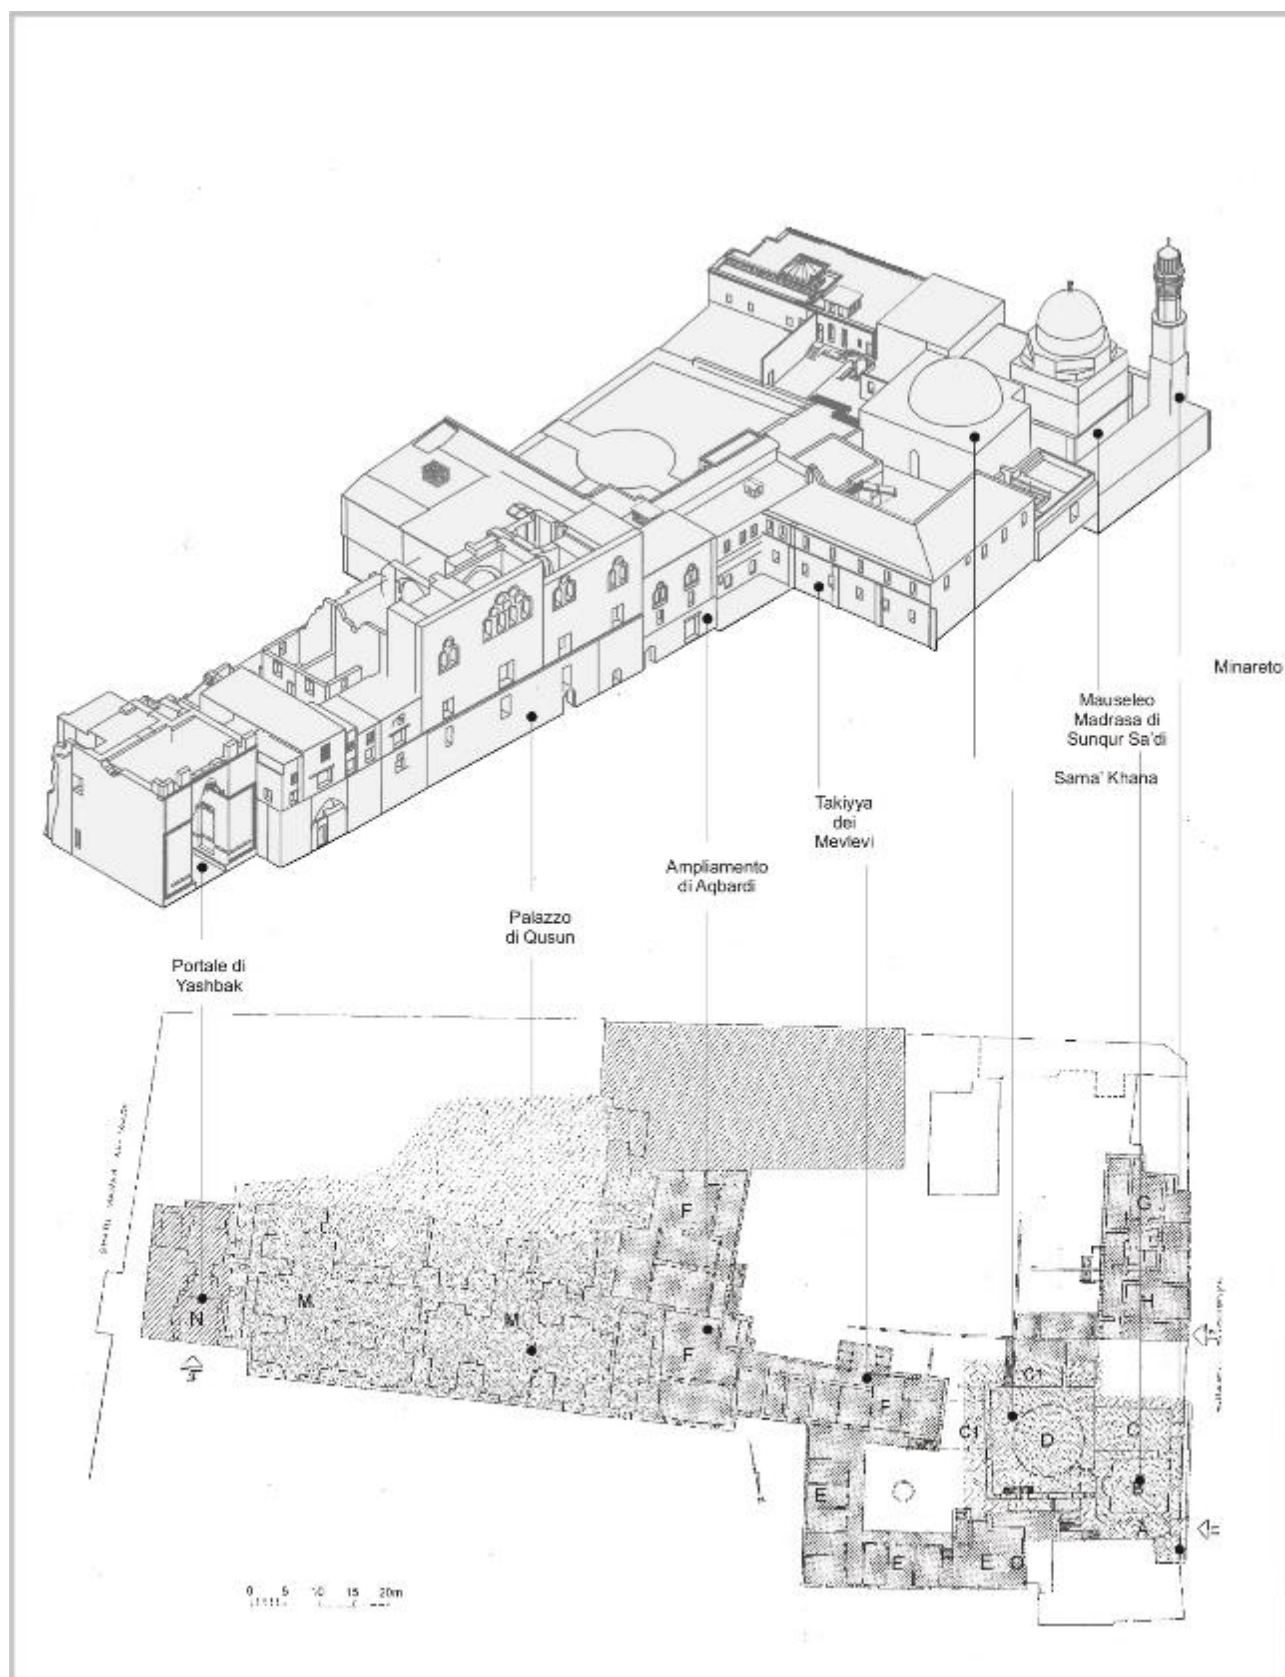 Minareto
Mauseleo
Madrasa di
Sunqur Sa'di
Sama' Khana
Takiyya
dei
Mevlevi
Ampliamento
di Aqbardi
Palazzo
di Qusun
Portale di
Yashbak
F
G
H
N
M
M
F
F
C1
C1
D
C
B
A
E
E
E
O
0 5 10 15 20m